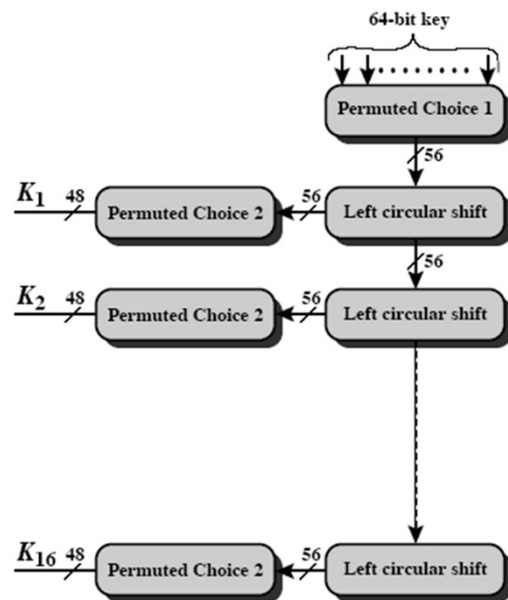 64-bit key
Permuted Choice 1
56
K1 48 Permuted Choice 2 56 Left circular shift
56
K2 48 Permuted Choice 2 56 Left circular shift
K16 48 Permuted Choice 2 56 Left circular shift